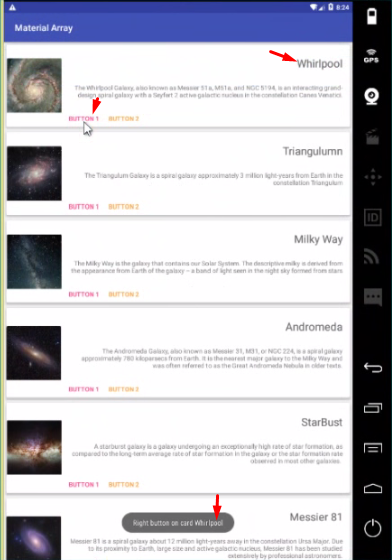 8:24
Material Array
GPS
Whirlpool
The Whirlpool Galaxy, also known as Messier 51a, M51a, and NGC 5194, is an interacting grand-
design spiral galaxy with a Seyfert 2 active galactic nucleus in the constellation Canes Venatici.
BUTTON 1 BUTTON 2
Triangulumn
The Triangulum Galaxy is a spiral galaxy approximately 3 million light-years from Earth in the
constellation Triangulum
BUTTON 1 BUTTON 2
ID
Milky Way
The Milky Way is the galaxy that contains our Solar System. The descriptive milky is derived from
the appearance from Earth of the galaxy – a band of light seen in the night sky formed from stars
BUTTON 1 BUTTON 2
Andromeda
The Andromeda Galaxy, also known as Messier 31, M31, or NGC 224, is a spiral galaxy
approximately 780 kiloparsecs from Earth. It is the nearest major galaxy to the Milky Way and
was often referred to as the Great Andromeda Nebula in older texts.
BUTTON 1 BUTTON 2
StarBust
A starburst galaxy is a galaxy undergoing an exceptionally high rate of star formation, as
compared to the long-term average rate of star formation in the galaxy or the star formation rate
observed in most other galaxies.
BUTTON 1 BUTTON 2
Right button on card Whirlpool
Messier 81
Messier 81 is a spiral galaxy about 12 million light-years away in the constellation Ursa Major. Due
to its proximity to Earth, large size and active galactic nucleus, Messier 81 has been studied
extensively by professional astronomers.